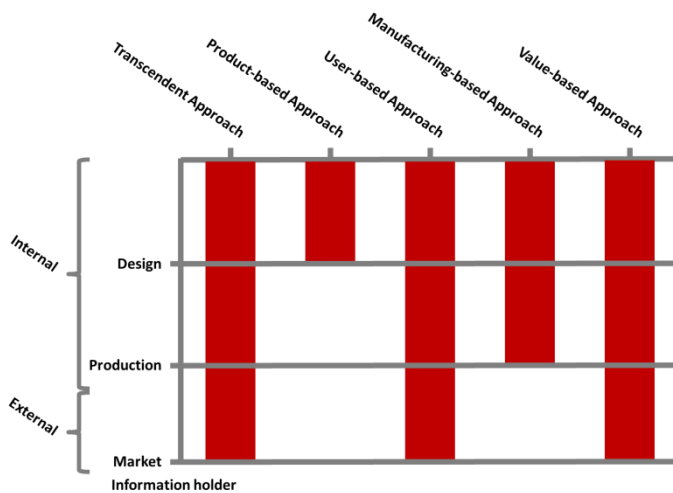 Transcendent Approach
Product-based Approach
User-based Approach
Manufacturing-based Approach
Value-based Approach
Internal
Design
Production
External
Market
Information holder